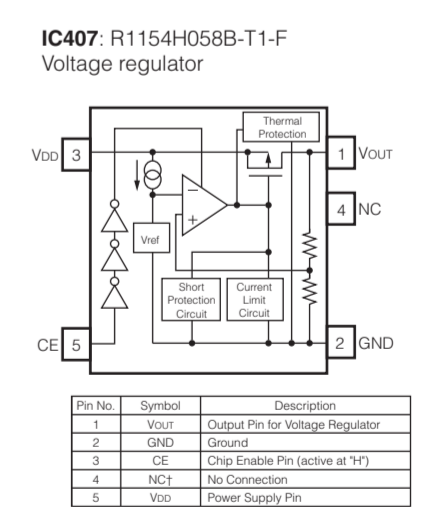 IC407: R1154H058B-T1-F
Voltage regulator
Thermal
Protection
VDD 3
1 VOUT
4 NC
−
+
Vref
Short
Protection
Circuit
Current
Limit
Circuit
CE 5
2 GND
Pin No. Symbol Description
1 VOUT Output Pin for Voltage Regulator
2 GND Ground
3 CE Chip Enable Pin (active at "H")
4 NC† No Connection
5 VDD Power Supply Pin